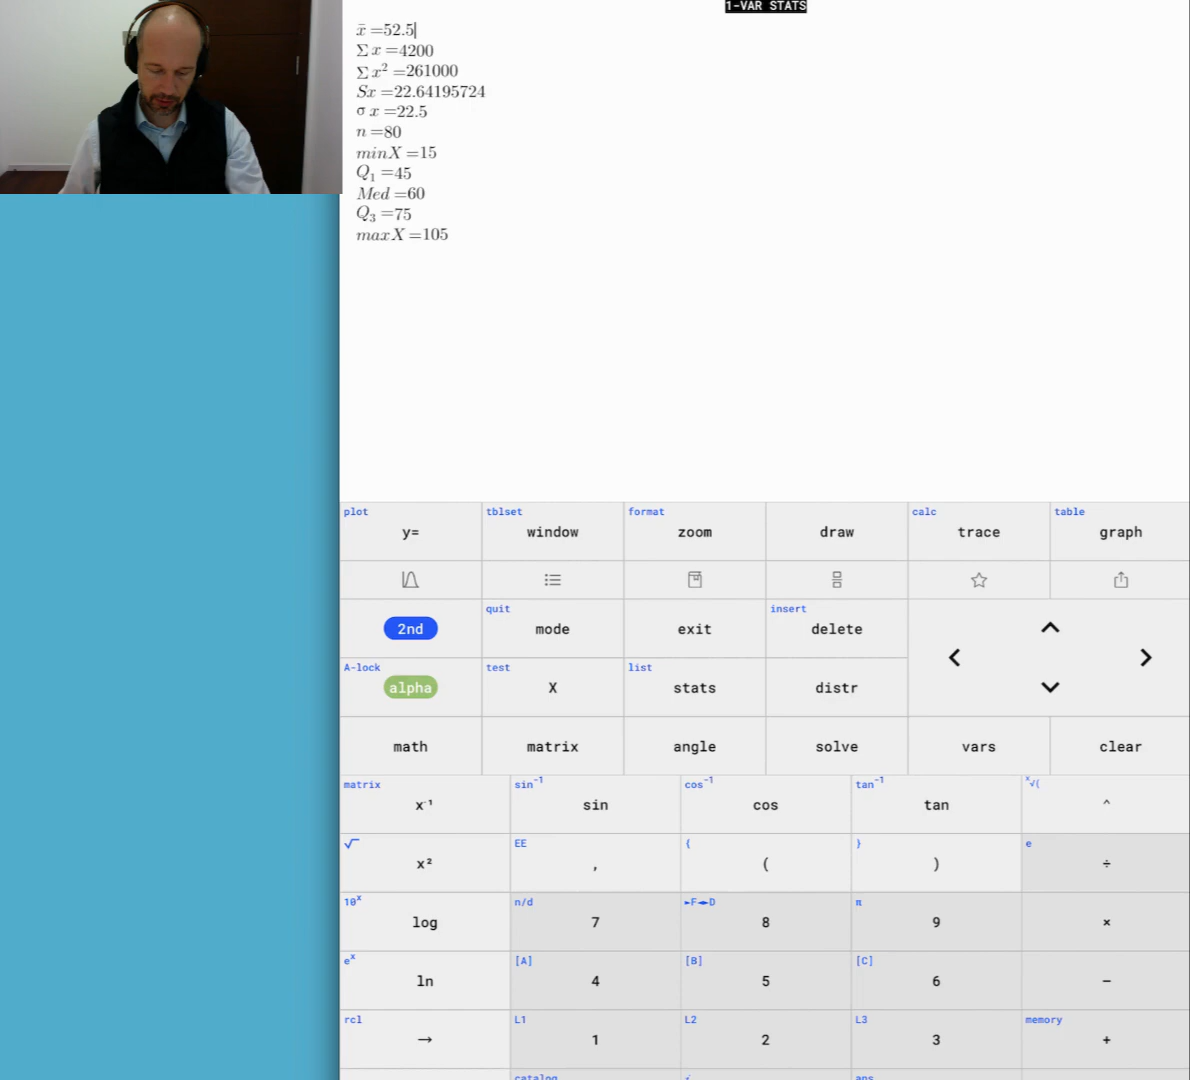 1-VAR STATS
x̄ =52.5
Σ x =4200
Σ x² =261000
Sx =22.64195724
σ x =22.5
n =80
minX =15
Q₁ =45
Med =60
Q₃ =75
maxX =105
plot tblset format calc table
y= window zoom draw trace graph
quit insert
2nd mode exit delete
A-lock test list
alpha X stats distr
math matrix angle solve vars clear
matrix sin⁻¹ cos⁻¹ tan⁻¹ ˣ√(
x⁻¹ sin cos tan ^
√ EE { } e
x² , ( ) ÷
10ˣ n/d ►F◄►D π
log 7 8 9 ×
eˣ [A] [B] [C]
ln 4 5 6 −
rcl L1 L2 L3 memory
→ 1 2 3 +
catalog i ans